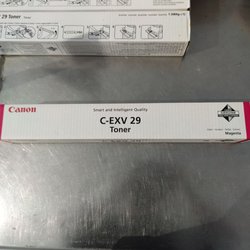 29 Toner
Canon
Smart and Intelligent Quality
C-EXV 29
Toner
Magenta